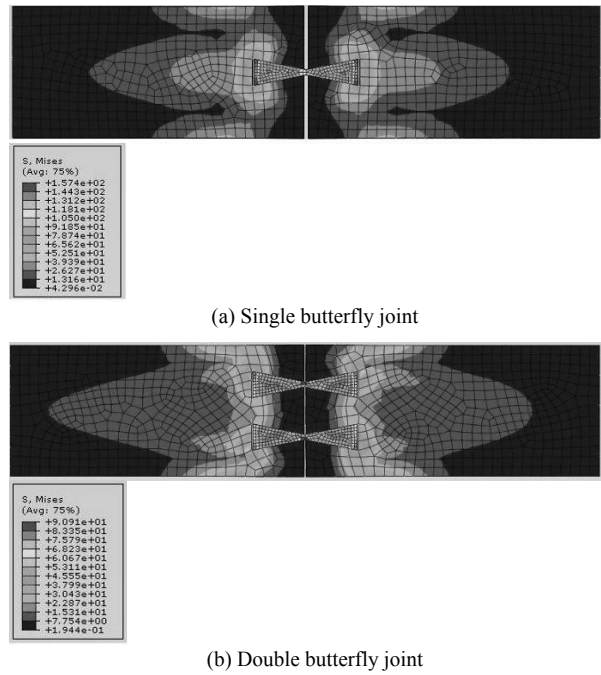 S, Mises
(Avg: 75%)
+1.574e+02
+1.443e+02
+1.312e+02
+1.181e+02
+1.050e+02
+9.185e+01
+7.874e+01
+6.562e+01
+5.251e+01
+3.939e+01
+2.627e+01
+1.316e+01
+4.296e-02
(a) Single butterfly joint
S, Mises
(Avg: 75%)
+9.091e+01
+8.335e+01
+7.579e+01
+6.823e+01
+6.067e+01
+5.311e+01
+4.555e+01
+3.799e+01
+3.043e+01
+2.287e+01
+1.531e+01
+7.754e+00
+1.944e-01
(b) Double butterfly joint